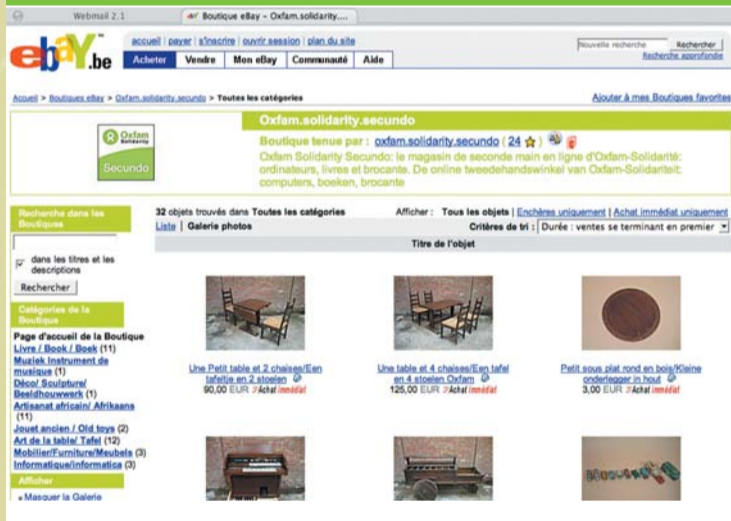 Webmail 2.1
Boutique eBay – Oxfam.solidarity....
ebY.be
accueil | payer | s'inscrire | ouvrir session | plan du site
Acheter Vendre Mon eBay Communauté Aide
Nouvelle recherche Rechercher
Recherche approfondie
Accueil > Boutiques eBay > Oxfam.solidarity.secundo > Toutes les catégories
Ajouter à mes Boutiques favorites
Oxfam
Solidarity
Secundo
Oxfam.solidarity.secundo
Boutique tenue par : oxfam.solidarity.secundo ( 24 )
Oxfam Solidarity Secundo: le magasin de seconde main en ligne d'Oxfam-Solidarité:
ordinateurs, livres et brocante. De online tweedehandswinkel van Oxfam-Solidariteit:
computers, boeken, brocante
Recherche dans les
Boutiques
dans les titres et les
descriptions
Rechercher
Catégories de la
Boutique
Page d'accueil de la Boutique
Livre / Book / Boek (11)
Muziek Instrument de
musique (1)
Déco/ Sculpture/
Beeldhouwwerk (1)
Artisanat africain/ Afrikaans
(11)
Jouet ancien / Old toys (2)
Art de la table/ Tafel (12)
Mobilier/Furniture/Meubels (3)
Informatique/informatica (3)
Afficher
Masquer la Galerie
32 objets trouvés dans Toutes les catégories
Afficher : Tous les objets | Enchères uniquement | Achat immédiat uniquement
Liste | Galerie photos
Critères de tri : Durée : ventes se terminant en premier
Titre de l'objet
Une Petit table et 2 chaises/Een
tafeltje en 2 stoelen
90,00 EUR Achat immédiat
Une table et 4 chaises/Een tafel
en 4 stoelen Oxfam
125,00 EUR Achat immédiat
Petit sous plat rond en bois/Kleine
onderlegger in hout
3,00 EUR Achat immédiat